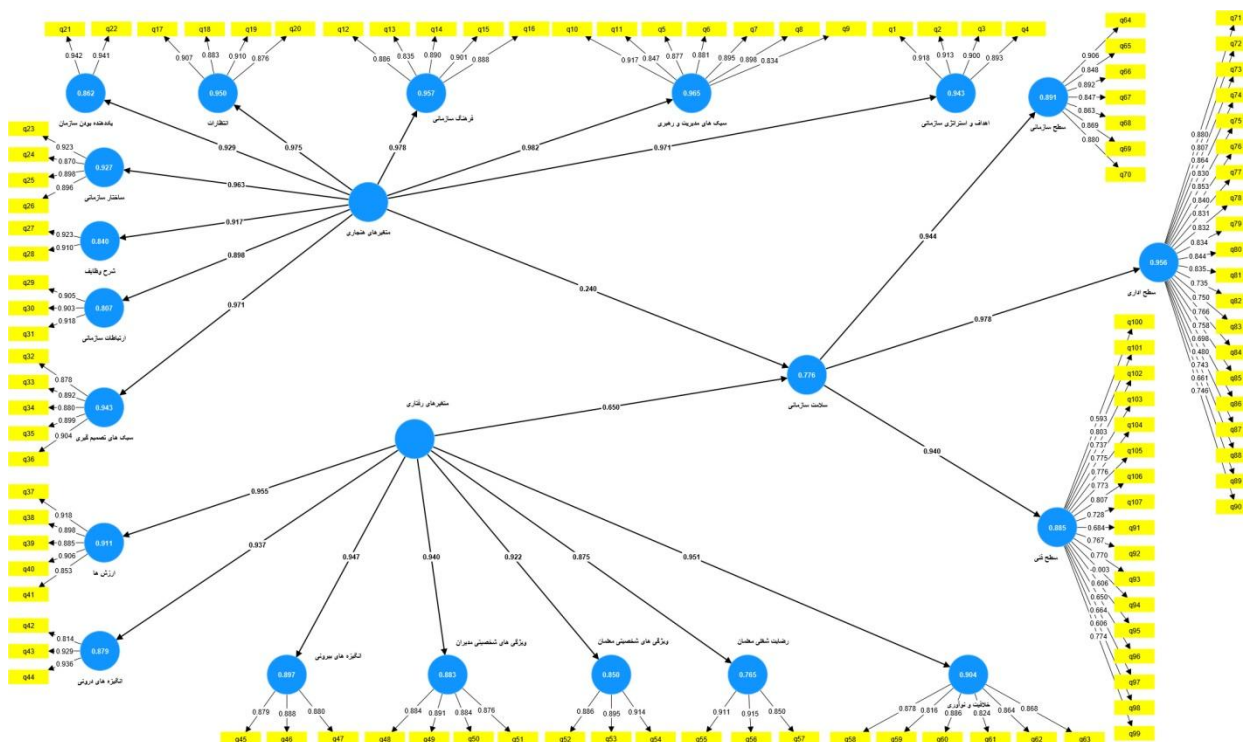 q21 q22 q17 q18 q19 q20 q12 q13 q14 q15 q16 q10 q11 q5 q6 q7 q8 q9 q1 q2 q3 q4
0.942 0.941 0.907 0.883 0.910 0.876 0.886 0.835 0.890 0.901 0.888 0.917 0.847 0.877 0.881 0.895 0.898 0.834 0.918 0.913 0.900 0.893
0.862 0.950 0.957 0.965 0.943
یاددهنده بودن سازمان
انتظارات
فرهنگ سازمانی
سبک های مدیریت و رهبری
اهداف و استراتژی سازمانی
q64 q65 q66 q67 q68 q69 q70
0.906 0.848 0.892 0.847 0.863 0.869 0.880
0.891
سطح سازمانی
q71 q72 q73 q74 q75 q76 q77 q78 q79 q80 q81 q82 q83 q84 q85 q86 q87 q88 q89 q90
0.880 0.807 0.864 0.830 0.853 0.840 0.831 0.832 0.834 0.844 0.835 0.735 0.750 0.766 0.758 0.698 0.480 0.743 0.661 0.746
0.956
سطح اداری
0.929 0.975 0.978 0.982 0.971
q23 q24 q25 q26
0.923 0.870 0.898 0.896
0.927
ساختار سازمانی
0.963
متغیرهای هنجاری
q27 q28
0.923 0.910
0.840
شرح وظایف
0.917
q29 q30 q31
0.905 0.903 0.918
0.807
ارتباطات سازمانی
0.898
0.971
0.240
0.944
0.978
q32 q33 q34 q35 q36
0.878 0.892 0.880 0.899 0.904
0.943
سبک های تصمیم گیری
متغیرهای رفتاری
0.650
0.776
سلامت سازمانی
0.940
q100 q101 q102 q103 q104 q105 q106 q107 q91 q92 q93 q94 q95 q96 q97 q98 q99
0.593 0.803 0.737 0.775 0.776 0.773 0.807 0.728 0.684 0.767 0.770 -0.003 0.606 0.650 0.664 0.606 0.774
0.885
سطح فنی
q37 q38 q39 q40 q41
0.918 0.898 0.885 0.906 0.853
0.911
ارزش ها
0.955
0.937 0.947 0.940 0.922 0.875 0.951
q42 q43 q44
0.814 0.929 0.936
0.879
انگیزه های درونی
انگیزه های بیرونی
ویژگی های شخصیتی مدیران
ویژگی های شخصیتی معلمان
رضایت شغلی معلمان
0.897 0.883 0.850 0.765 0.904
خلاقیت و نوآوری
0.879 0.888 0.880 0.884 0.891 0.884 0.876 0.886 0.895 0.914 0.911 0.915 0.850 0.878 0.816 0.886 0.824 0.864 0.868
q45 q46 q47 q48 q49 q50 q51 q52 q53 q54 q55 q56 q57 q58 q59 q60 q61 q62 q63